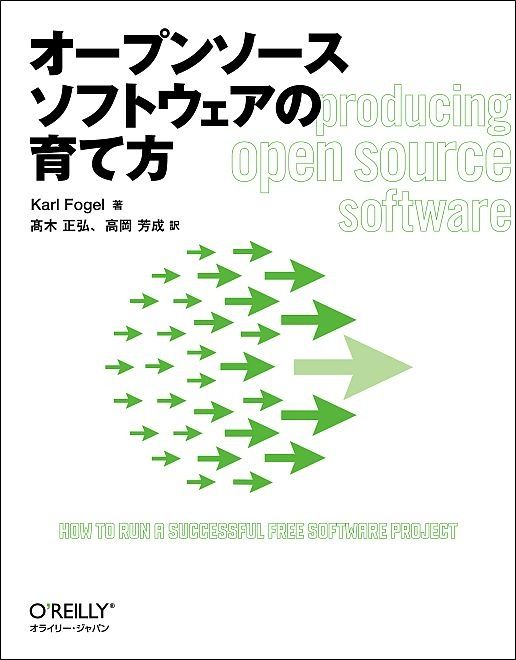 オープンソース
ソフトウェアの
育て方
producing
open source
software
Karl Fogel 著
髙木 正弘、高岡 芳成 訳
HOW TO RUN A SUCCESSFUL FREE SOFTWARE PROJECT
O'REILLY®
オライリー・ジャパン